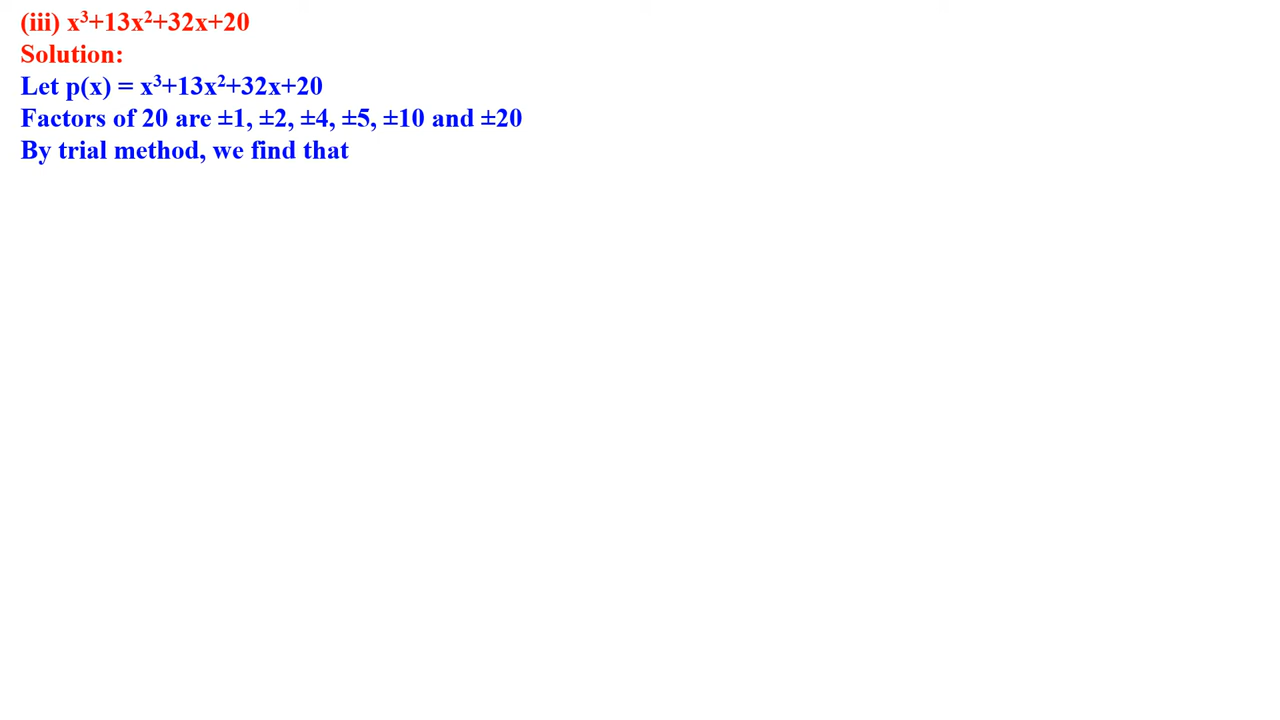 (iii) x³+13x²+32x+20
Solution:
Let p(x) = x³+13x²+32x+20
Factors of 20 are ±1, ±2, ±4, ±5, ±10 and ±20
By trial method, we find that